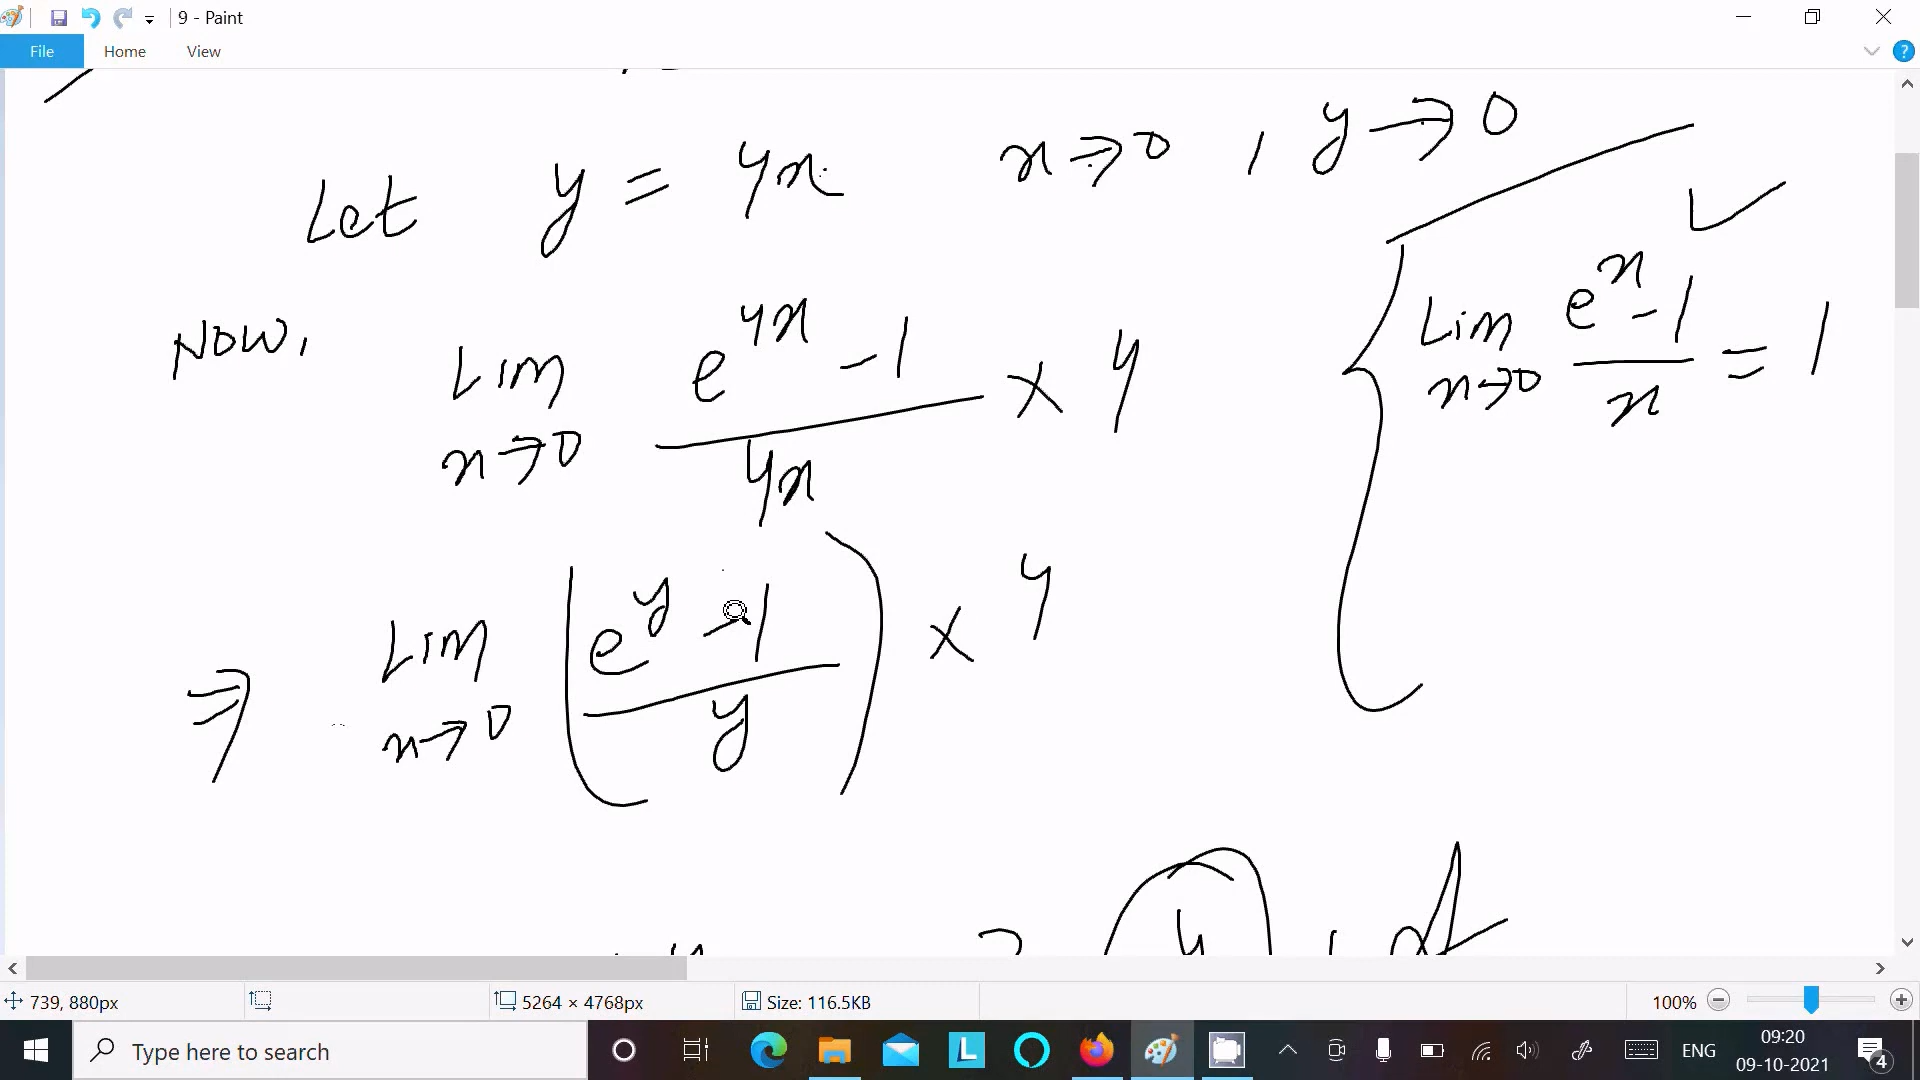 9 - Paint
File Home View
Let y = 4x x→0 , y→0
Now, Lim x→0 e^4x - 1 / 4x × 4
Lim x→0 e^x - 1 / x = 1
⇒ Lim x→0 (e^y - 1 / y) × 4
739, 880px 5264 × 4768px Size: 116.5KB 100%
Type here to search
ENG
09:20
09-10-2021
4